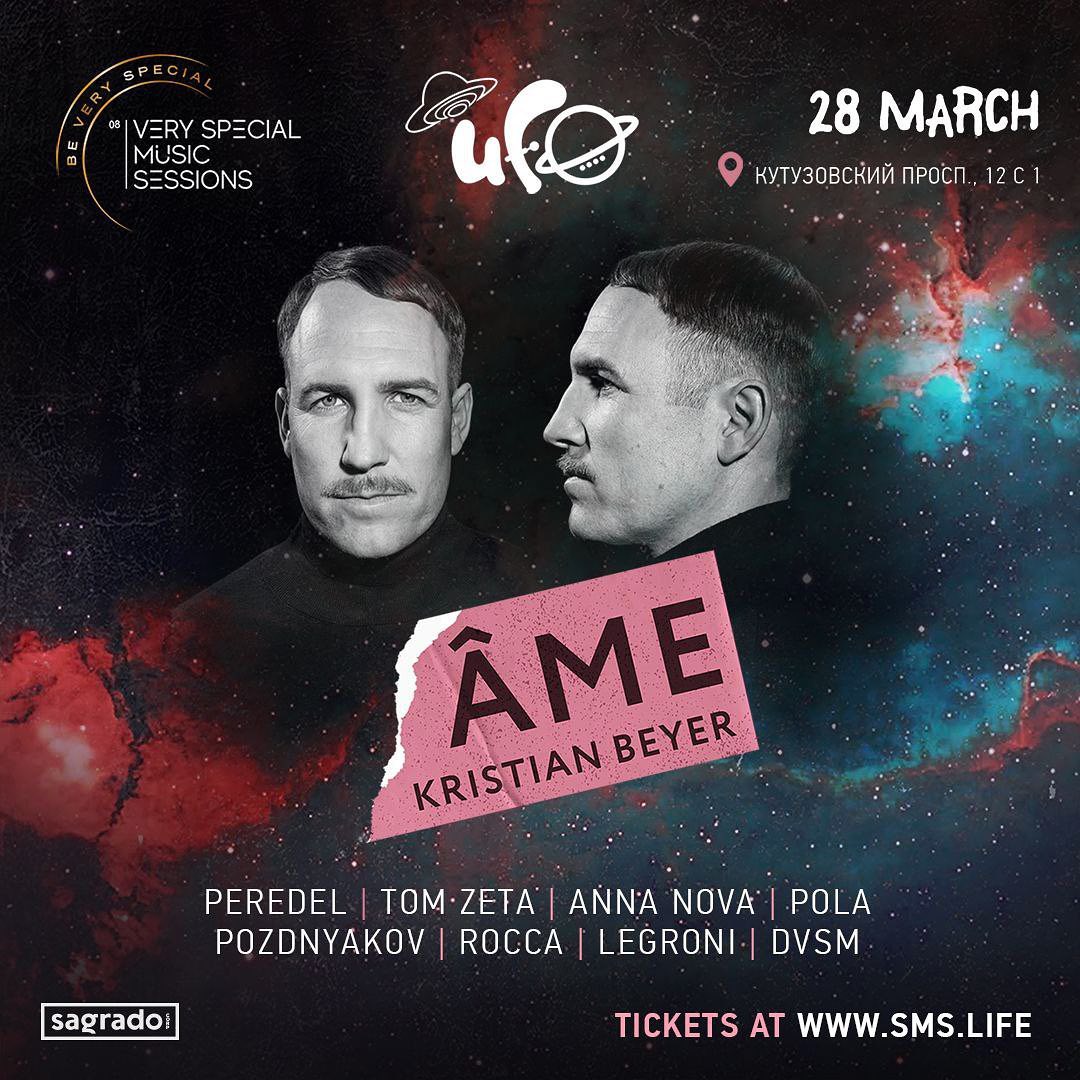 BE VERY SPECIAL
08
VERY SPECIAL
MUSIC
SESSIONS
ufo
28 MARCH
КУТУЗОВСКИЙ ПРОСП., 12 С 1
ÂME
KRISTIAN BEYER
PEREDEL | TOM ZETA | ANNA NOVA | POLA
POZDNYAKOV | ROCCA | LEGRONI | DVSM
sagrado
TICKETS AT WWW.SMS.LIFE